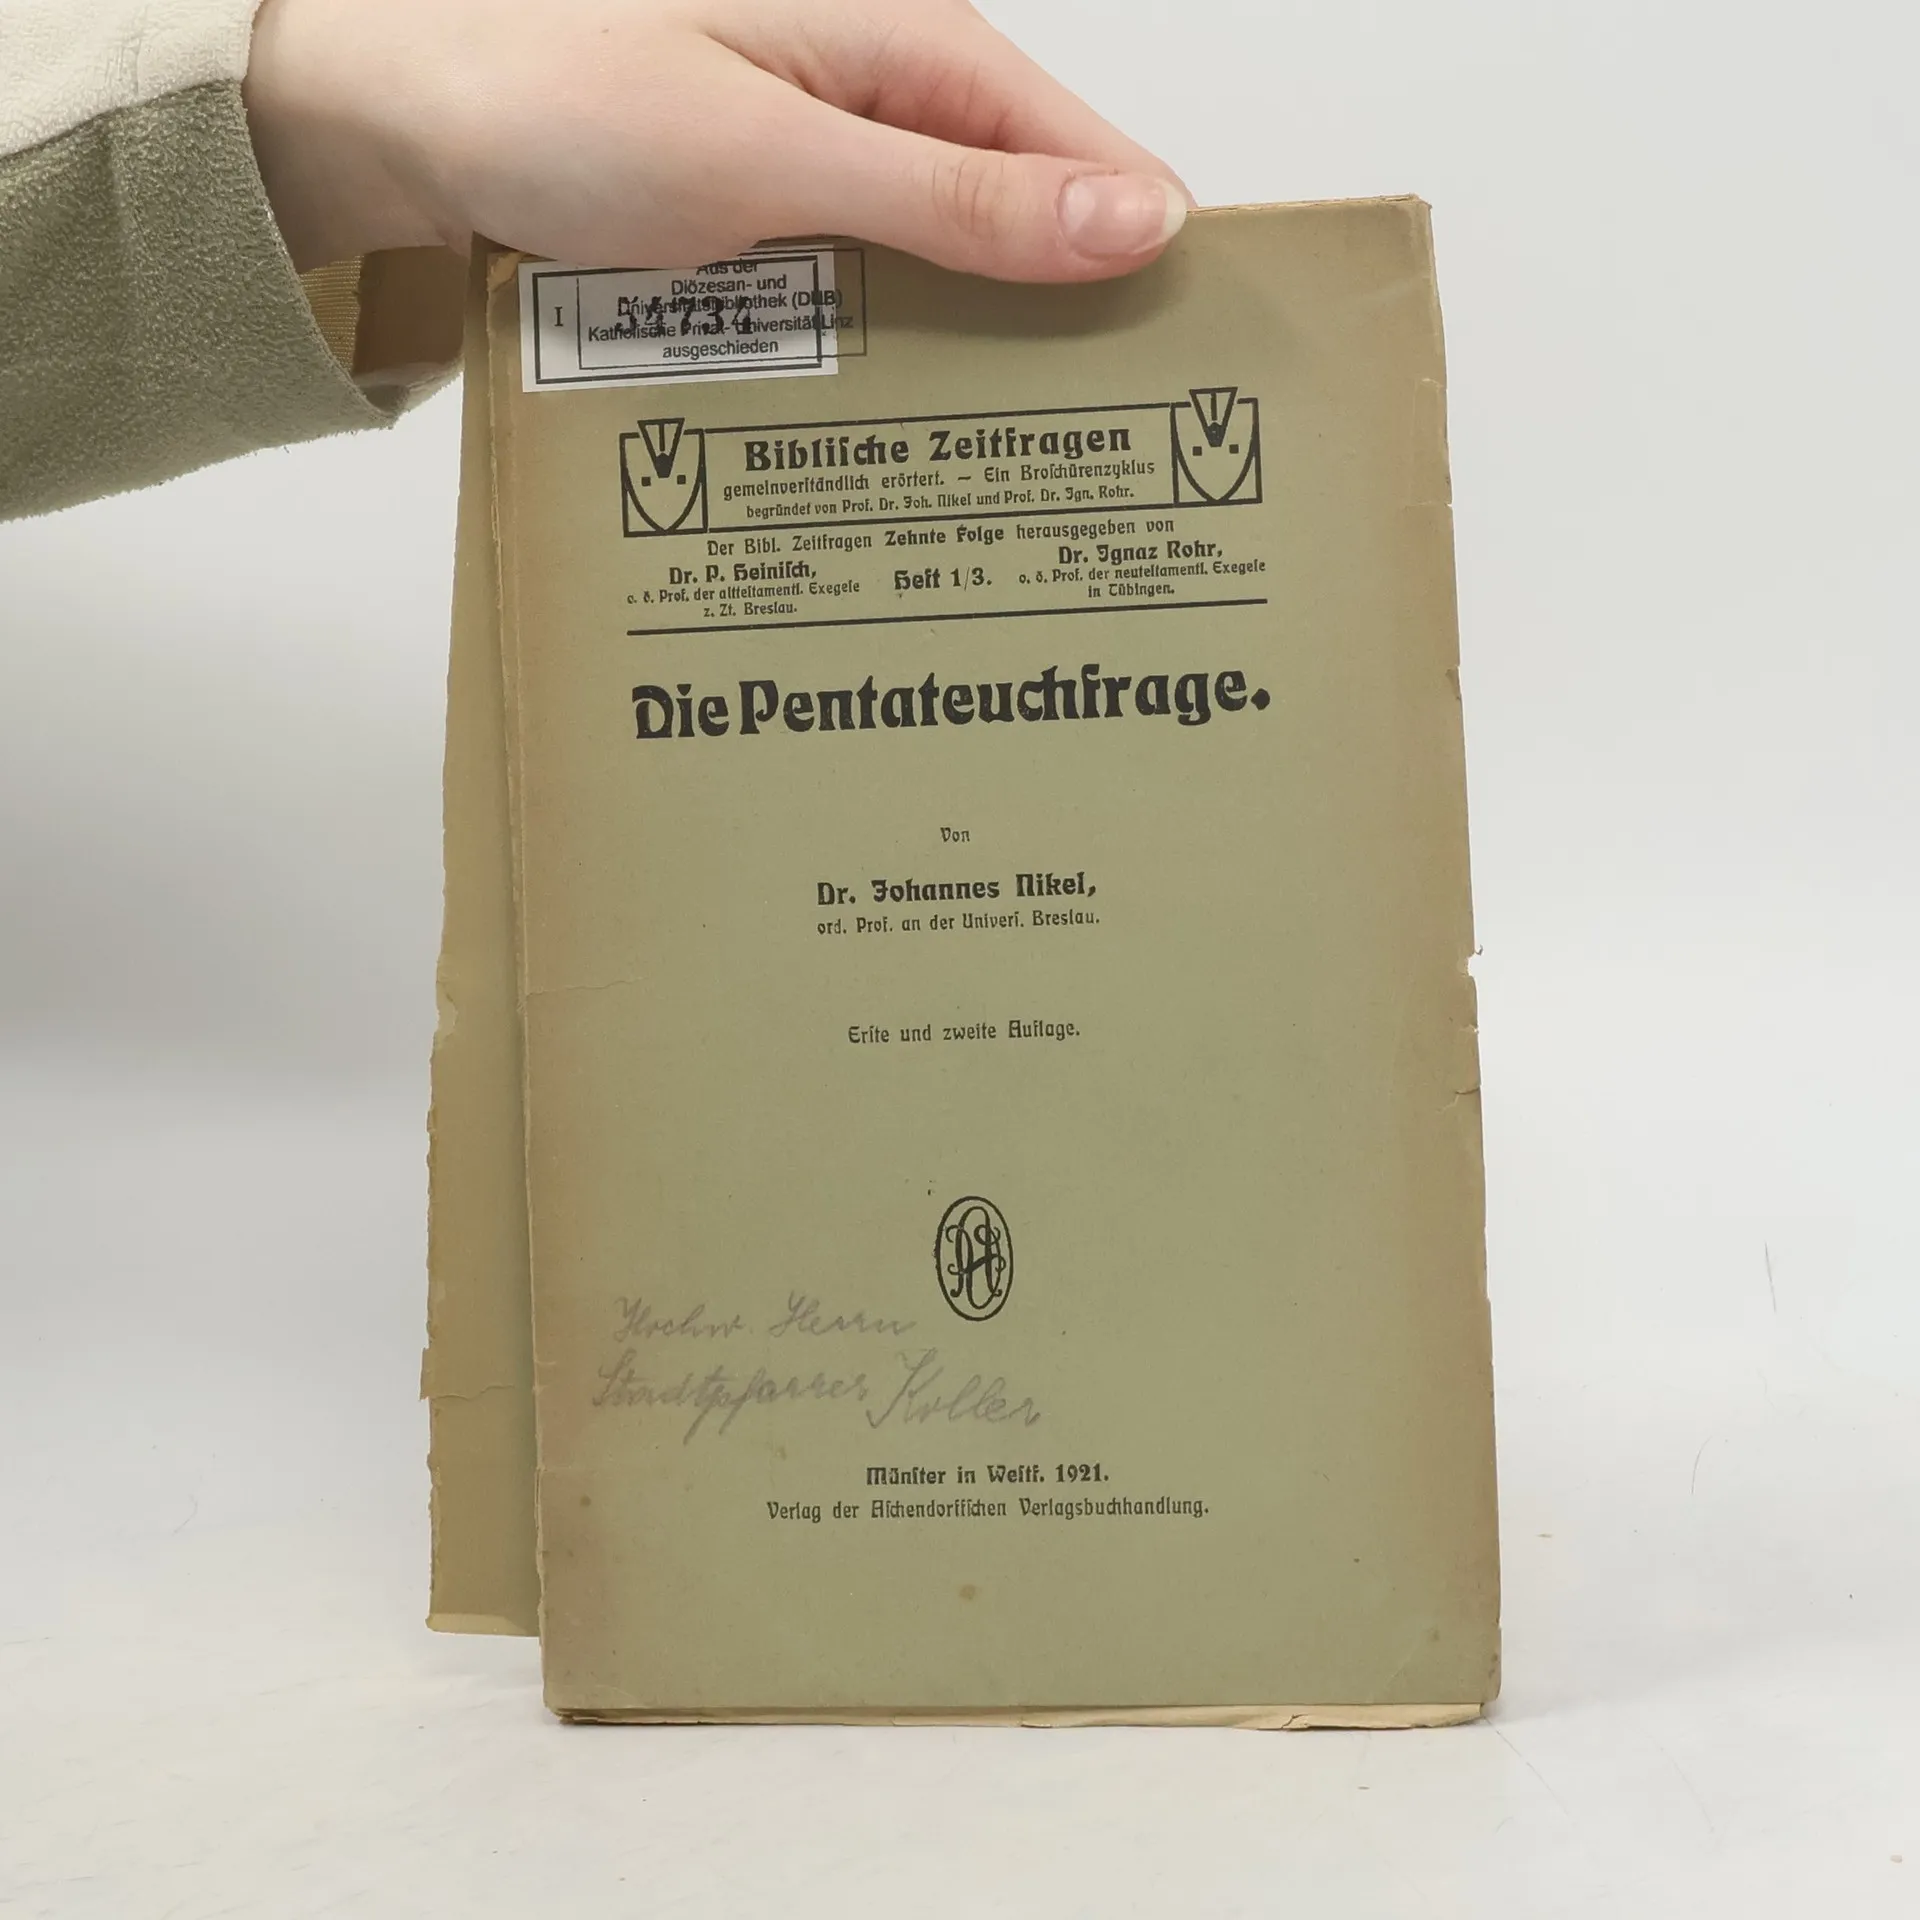 Aus der
Diözesan- und
Universitätsbibliothek (DUB)
Katholische Privat-Universität Linz
ausgeschieden
I
Bibliſche Zeitfragen
gemeinverſtändlich erörtert. — Ein Broſchürenzyklus
begründet von Prof. Dr. Joh. Nikel und Prof. Dr. Ign. Rohr.
Der Bibl. Zeitfragen Zehnte Folge herausgegeben von
Dr. P. Heiniſch,
o. ö. Prof. der altteſtamentl. Exegeſe
z. Zt. Breslau.
Heft 1/3.
Dr. Ignaz Rohr,
o. ö. Prof. der neuteſtamentl. Exegeſe
in Tübingen.
Die Pentateuchfrage.
Von
Dr. Johannes Nikel,
ord. Prof. an der Univerſ. Breslau.
Erſte und zweite Auflage.
Hochw. Herrn
Stadtpfarrer Koller
Münſter in Weſtf. 1921.
Verlag der Aſchendorffſchen Verlagsbuchhandlung.